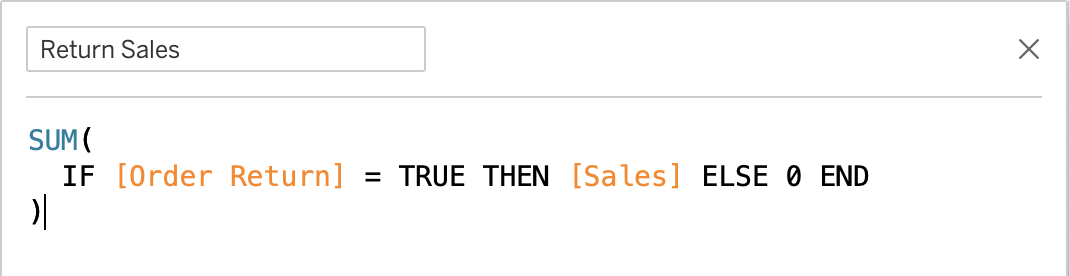 Return Sales
SUM(
IF [Order Return] = TRUE THEN [Sales] ELSE 0 END
)